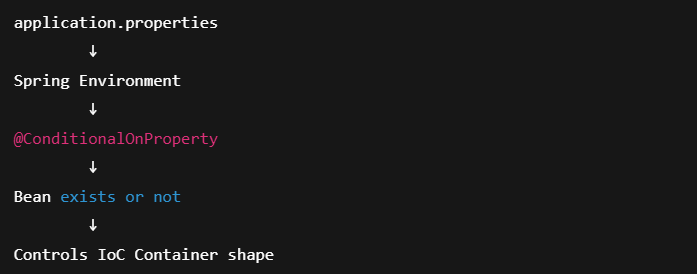 application.properties
↓
Spring Environment
↓
@ConditionalOnProperty
↓
Bean exists or not
↓
Controls IoC Container shape